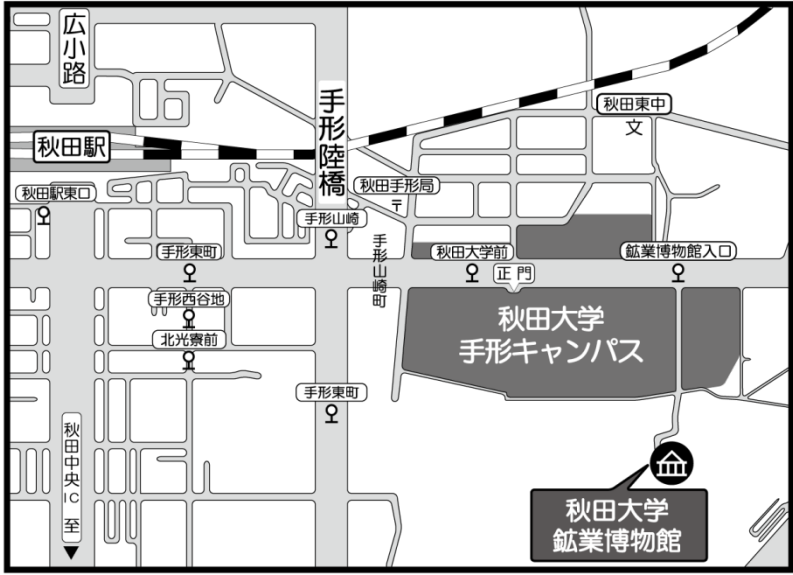 広小路
手形陸橋
秋田東中
文
秋田駅
秋田手形局
〒
秋田駅東口
手形山崎
手形東町
手形山崎町
秋田大学前
正門
鉱業博物館入口
手形西谷地
北光寮前
秋田大学
手形キャンパス
手形東町
秋田中央IC 至
秋田大学
鉱業博物館